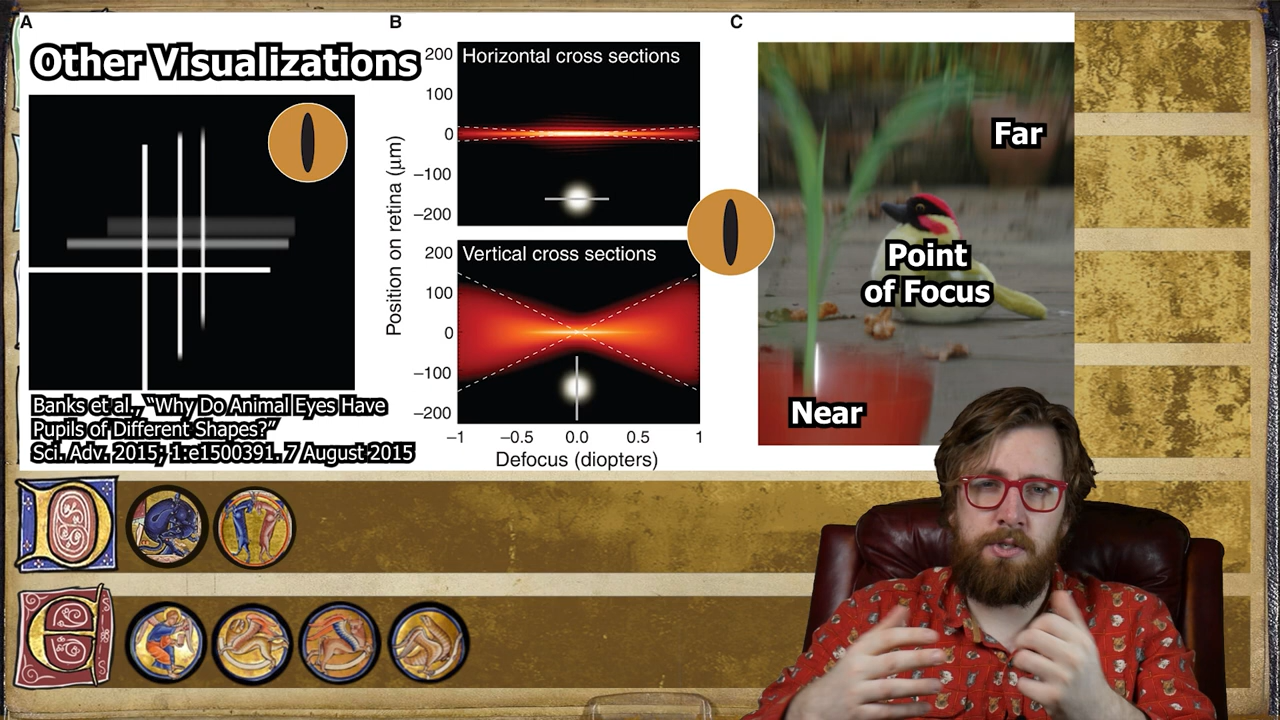 A
B
C
Other Visualizations
Banks et al., “Why Do Animal Eyes Have
Pupils of Different Shapes?”
Sci. Adv. 2015; 1:e1500391. 7 August 2015
Position on retina (μm)
Horizontal cross sections
200
100
0
−100
−200
Vertical cross sections
200
100
0
−100
−200
−1 −0.5 0.0 0.5 1
Defocus (diopters)
Far
Point
of Focus
Near
D
E